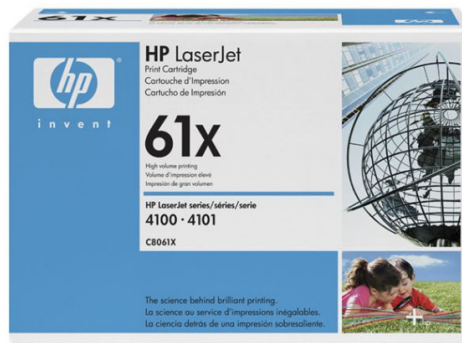 61x
hp
invent
HP LaserJet
Print Cartridge
Cartouche d'Impression
Cartucho de Impresión
61x
High volume printing
Volume d'impression élevé
Impresión de gran volumen
HP LaserJet series/séries/serie
4100 · 4101
C8061X
The science behind brilliant printing.
La science au service d'impressions inégalables.
La ciencia detrás de una impresión sobresaliente.